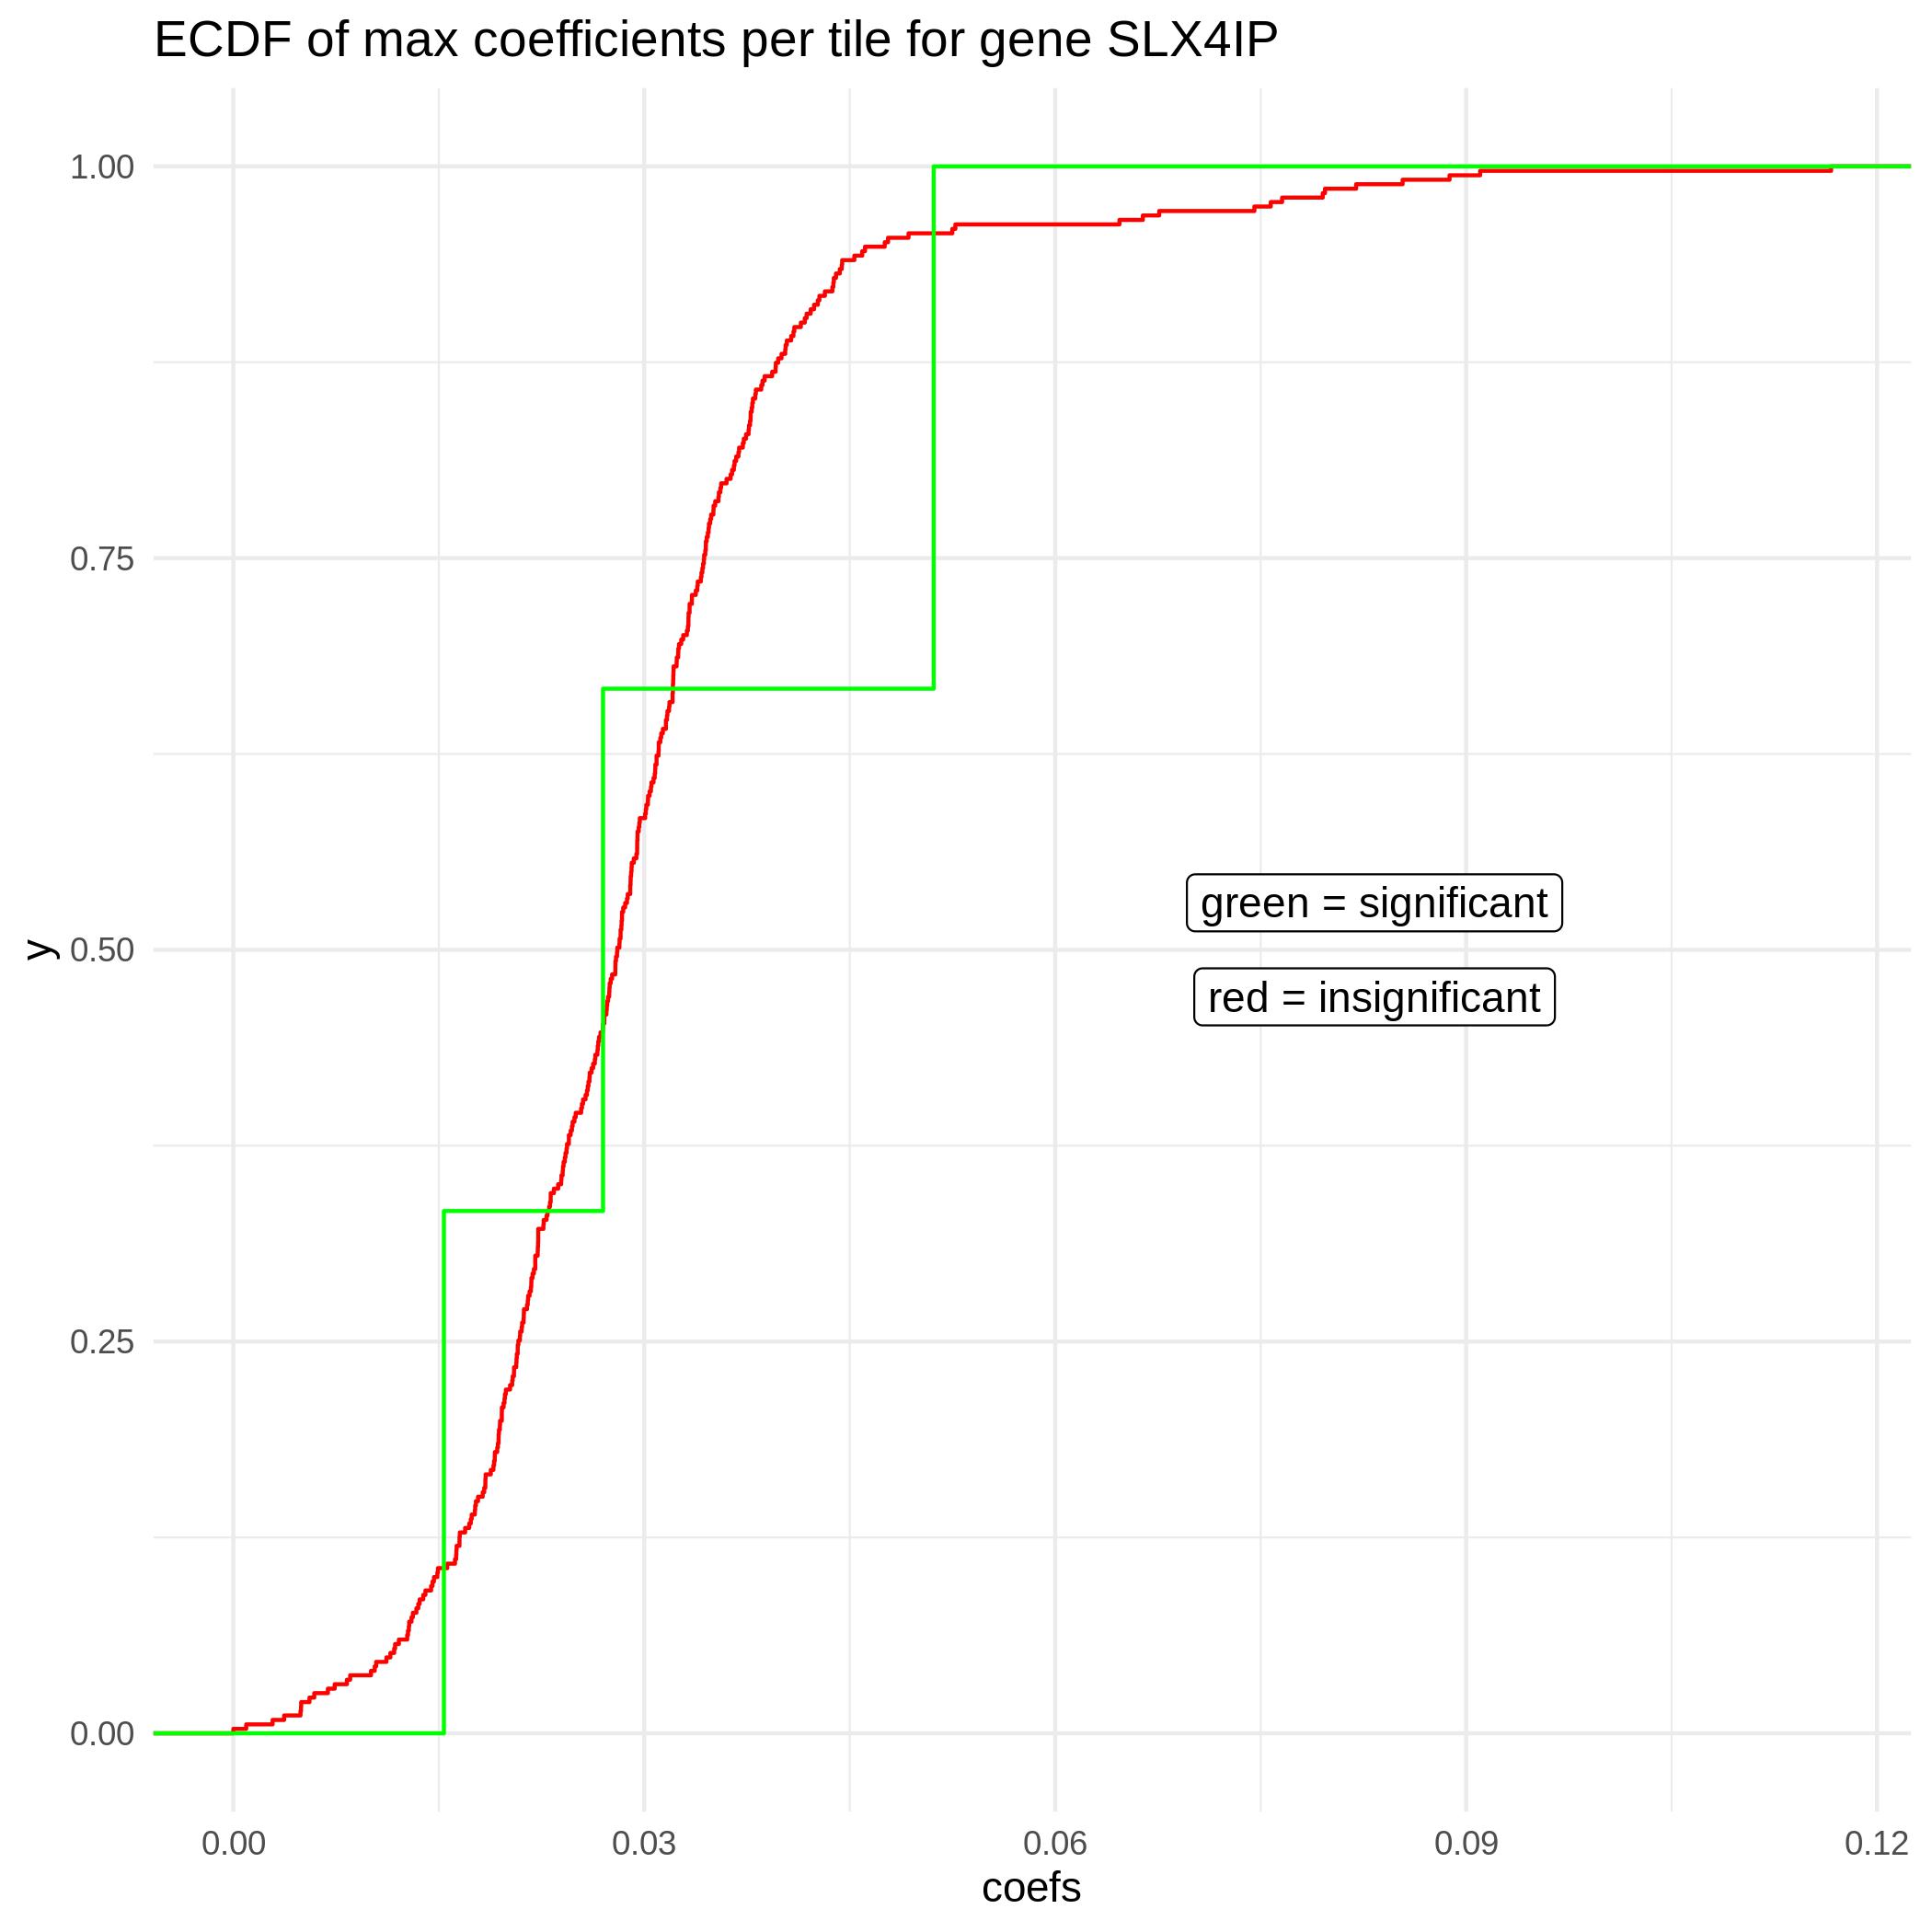 ECDF of max coefficients per tile for gene SLX4IP
1.00
0.75
0.50
0.25
0.00
y
green = significant
red = insignificant
0.00 0.03 0.06 0.09 0.12
coefs